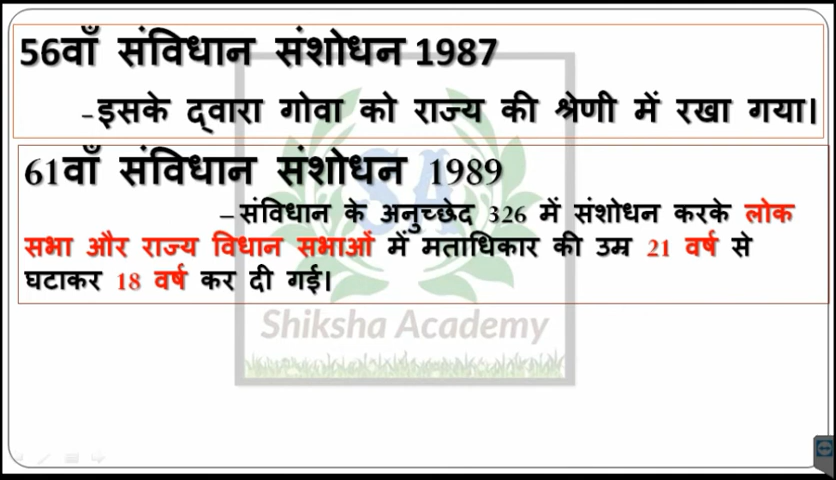 56वाँ संविधान संशोधन 1987
-इसके द्वारा गोवा को राज्य की श्रेणी में रखा गया।
61वाँ संविधान संशोधन 1989
– संविधान के अनुच्छेद 326 में संशोधन करके लोक
सभा और राज्य विधान सभाओं में मताधिकार की उम्र 21 वर्ष से
घटाकर 18 वर्ष कर दी गई।
SA
Shiksha Academy